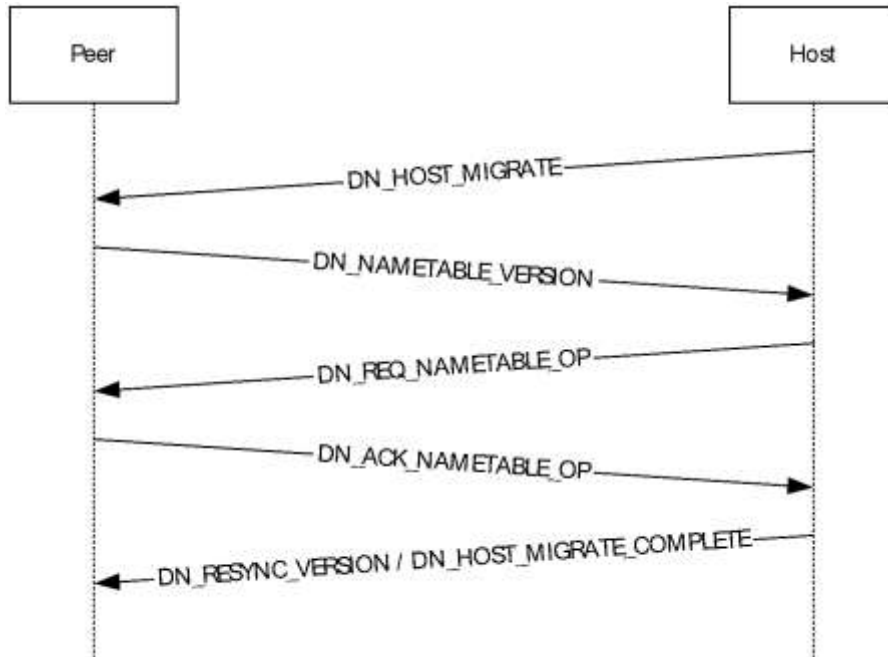 Peer
Host
DN_HOST_MIGRATE
DN_NAMETABLE_VERSION
DN_REQ_NAMETABLE_OP
DN_ACK_NAMETABLE_OP
DN_RESYNC_VERSION / DN_HOST_MIGRATE_COMPLETE